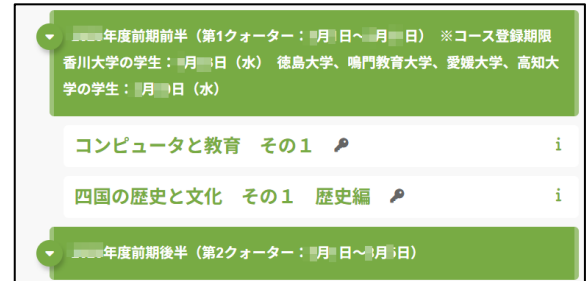 年度前期前半（第1クォーター： 月 日～ 月 日） ※コース登録期限
香川大学の学生： 月 日（水） 徳島大学、鳴門教育大学、愛媛大学、高知大
学の学生： 月 日（水）
コンピュータと教育 その１
i
四国の歴史と文化 その１ 歴史編
i
年度前期後半（第2クォーター： 月 日～ 月 日）